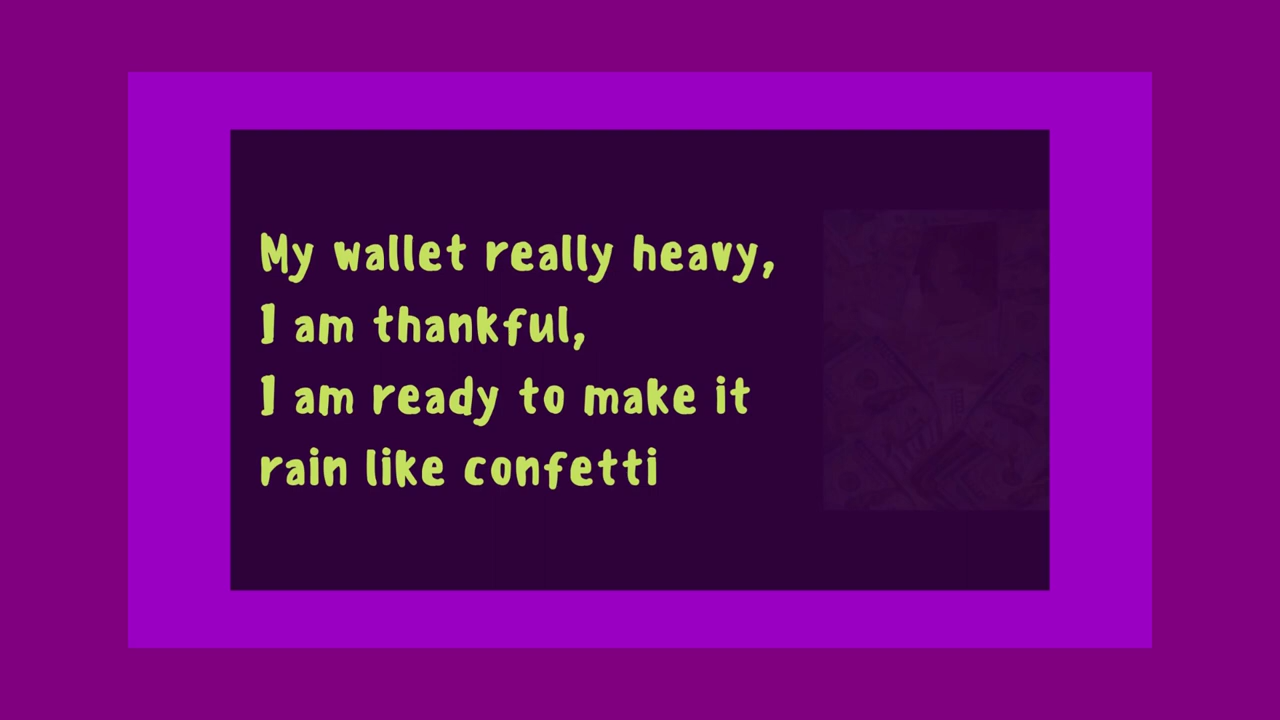 My wallet really heavy,
I am thankful,
I am ready to make it
rain like confetti